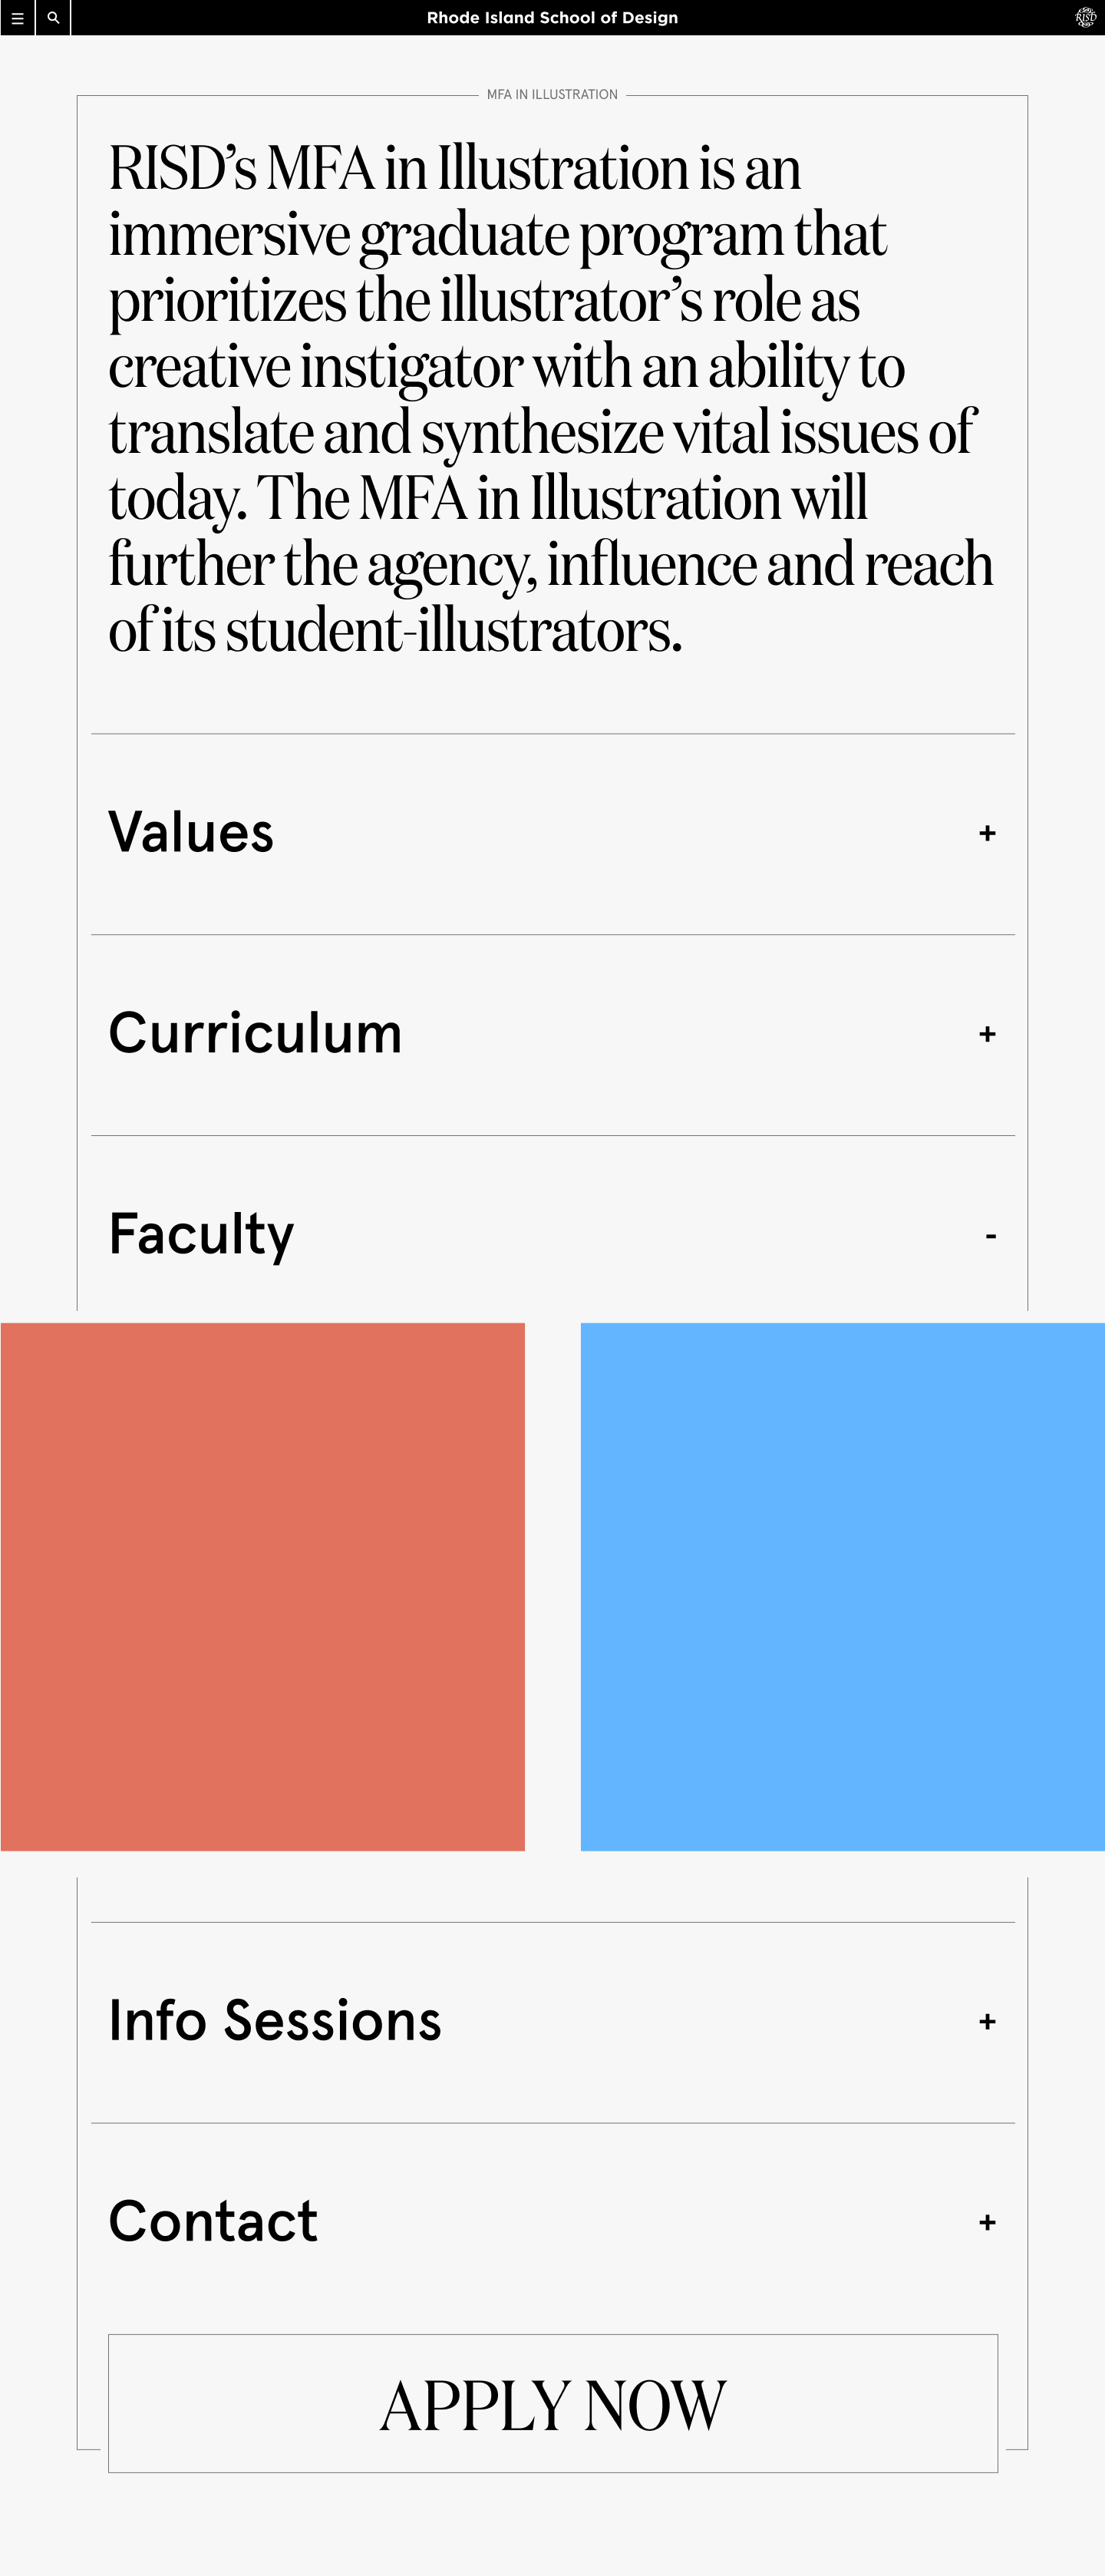 Rhode Island School of Design
RISD
MFA IN ILLUSTRATION
RISD’s MFA in Illustration is an
immersive graduate program that
prioritizes the illustrator’s role as
creative instigator with an ability to
translate and synthesize vital issues of
today. The MFA in Illustration will
further the agency, influence and reach
of its student-illustrators.
Values +
Curriculum +
Faculty -
Info Sessions +
Contact +
APPLY NOW